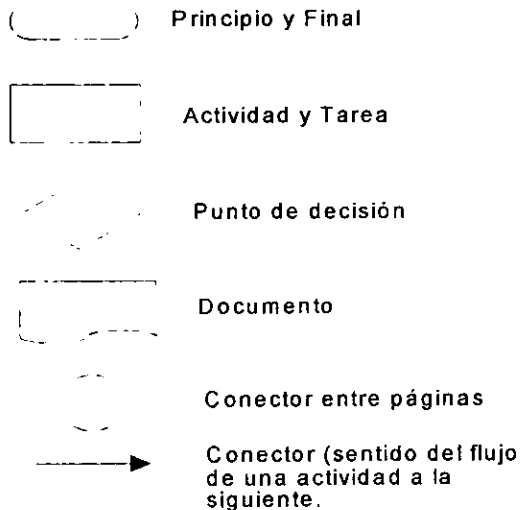 Principio y Final
Actividad y Tarea
Punto de decisión
Documento
Conector entre páginas
Conector (sentido del flujo
de una actividad a la
siguiente.